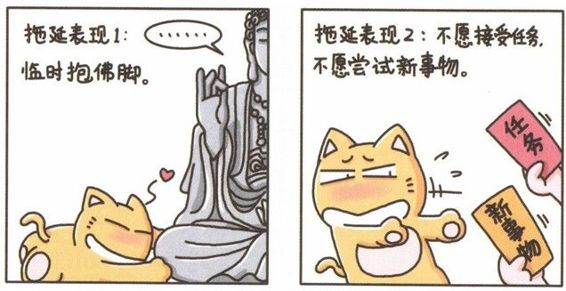 拖延表现1:
......
临时抱佛脚。
拖延表现2:不愿接受任务,
不愿尝试新事物。
任务
新事物